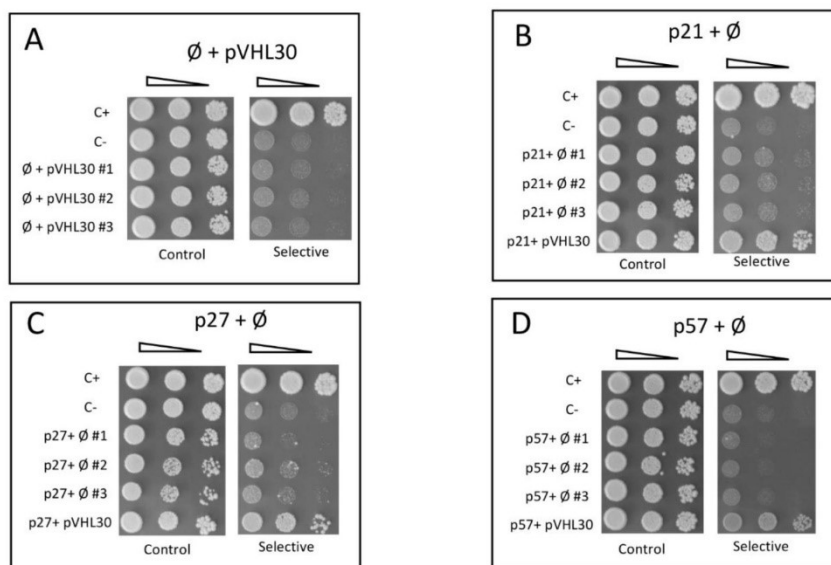 A
Ø + pVHL30
C+
C-
Ø + pVHL30 #1
Ø + pVHL30 #2
Ø + pVHL30 #3
Control
Selective
B
p21 + Ø
C+
C-
p21+ Ø #1
p21+ Ø #2
p21+ Ø #3
p21+ pVHL30
Control
Selective
C
p27 + Ø
C+
C-
p27+ Ø #1
p27+ Ø #2
p27+ Ø #3
p27+ pVHL30
Control
Selective
D
p57 + Ø
C+
C-
p57+ Ø #1
p57+ Ø #2
p57+ Ø #3
p57+ pVHL30
Control
Selective